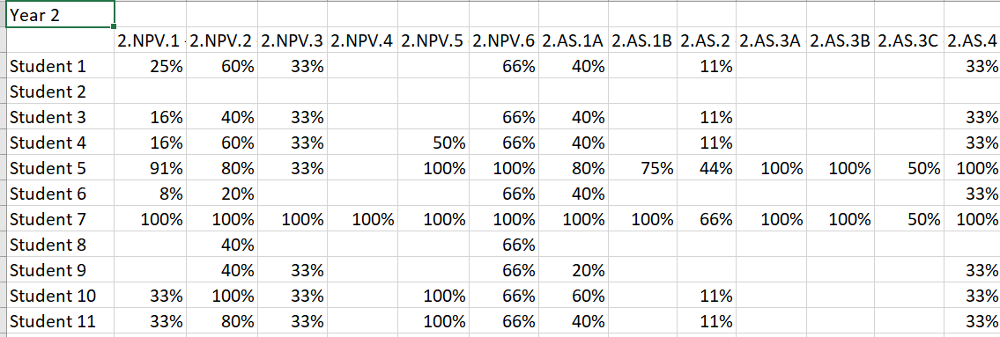 Year 2
2.NPV.1 2.NPV.2 2.NPV.3 2.NPV.4 2.NPV.5 2.NPV.6 2.AS.1A 2.AS.1B 2.AS.2 2.AS.3A 2.AS.3B 2.AS.3C 2.AS.4
Student 1 25% 60% 33% 66% 40% 11% 33%
Student 2
Student 3 16% 40% 33% 66% 40% 11% 33%
Student 4 16% 60% 33% 50% 66% 40% 11% 33%
Student 5 91% 80% 33% 100% 100% 80% 75% 44% 100% 100% 50% 100%
Student 6 8% 20% 66% 40% 33%
Student 7 100% 100% 100% 100% 100% 100% 100% 100% 66% 100% 100% 50% 100%
Student 8 40% 66%
Student 9 40% 33% 66% 20% 33%
Student 10 33% 100% 33% 100% 66% 60% 11% 33%
Student 11 33% 80% 33% 100% 66% 40% 11% 33%